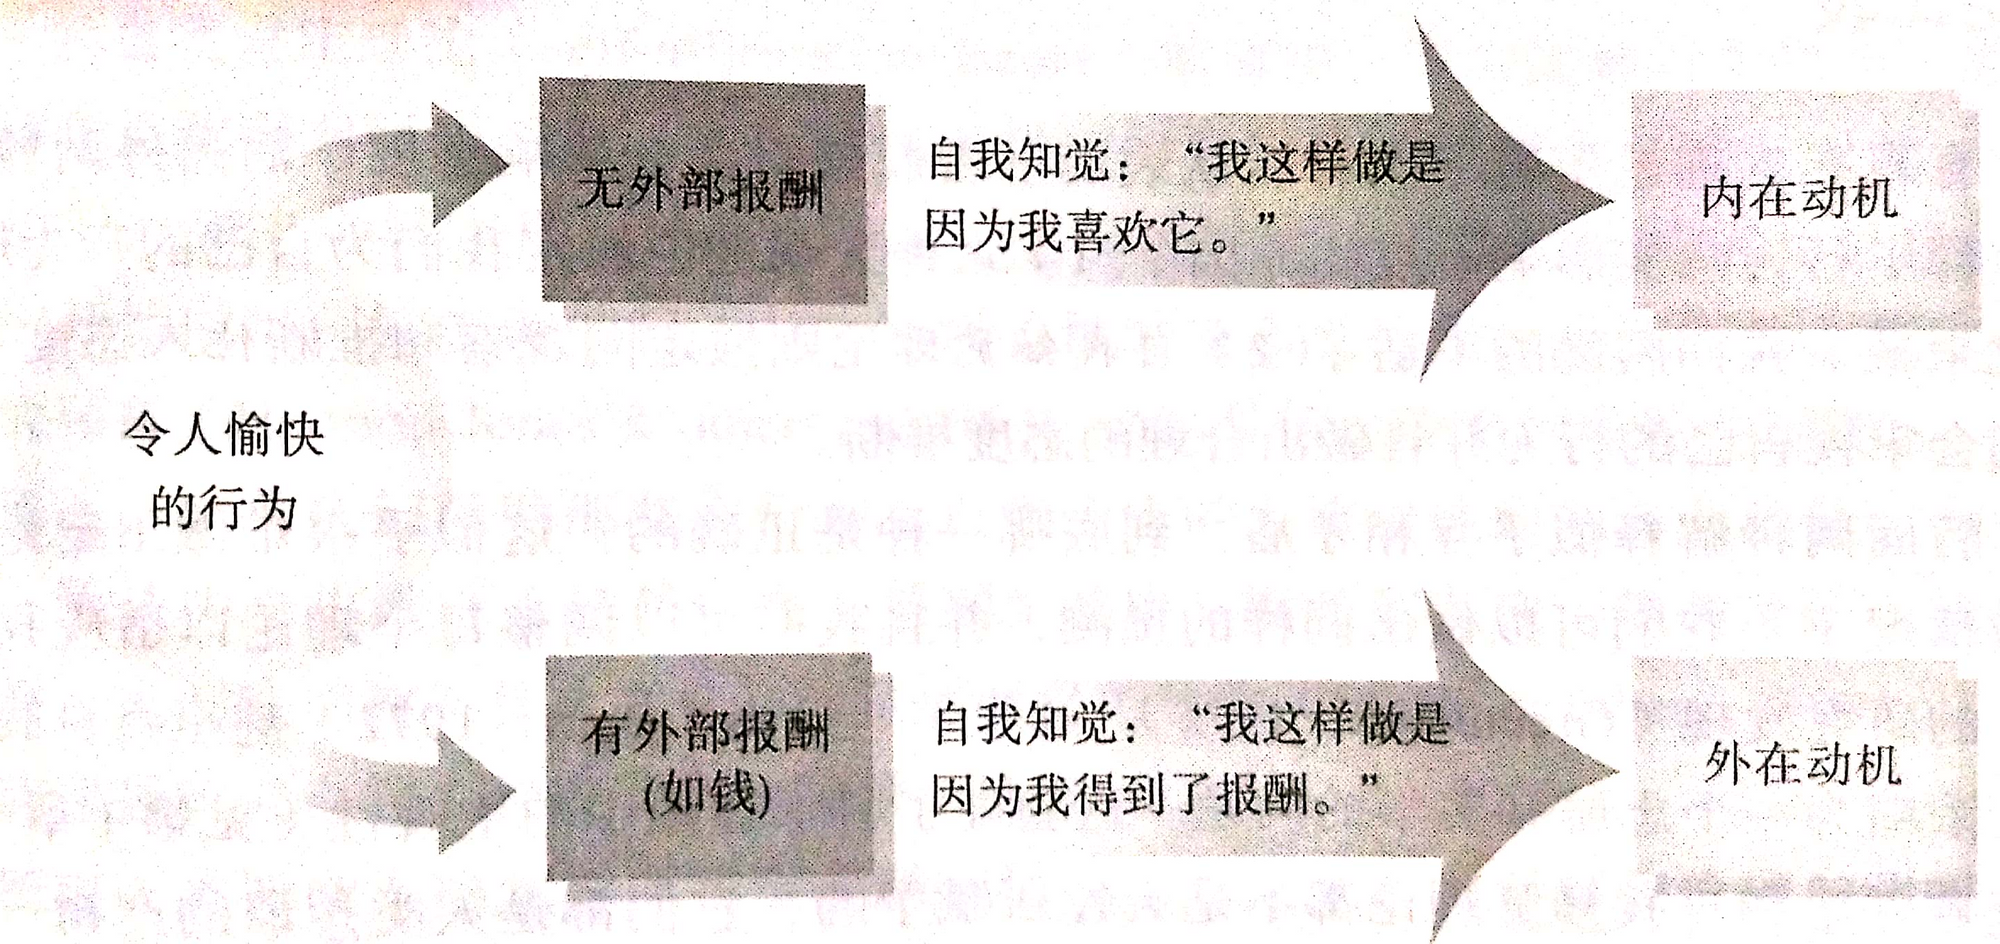 无外部报酬
自我知觉：“我这样做是
因为我喜欢它。”
内在动机
令人愉快
的行为
有外部报酬
(如钱)
自我知觉：“我这样做是
因为我得到了报酬。”
外在动机